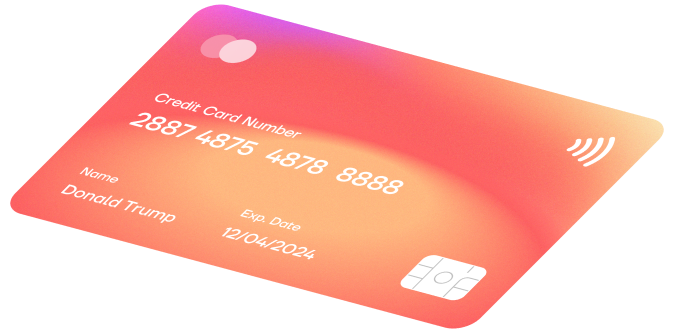 Credit Card Number
2887 4875 4878 8888
Name
Donald Trump
Exp. Date
12/04/2024